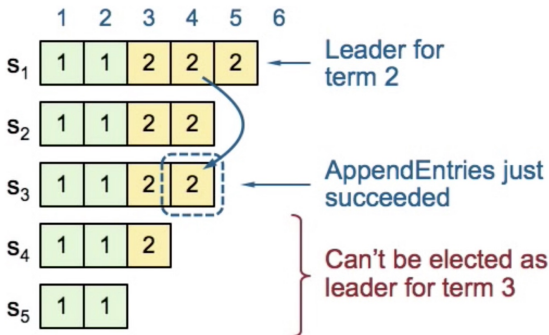 1 2 3 4 5 6
s1 1 1 2 2 2
Leader for
term 2
s2 1 1 2 2
s3 1 1 2 2
AppendEntries just
succeeded
s4 1 1 2
Can't be elected as
leader for term 3
s5 1 1